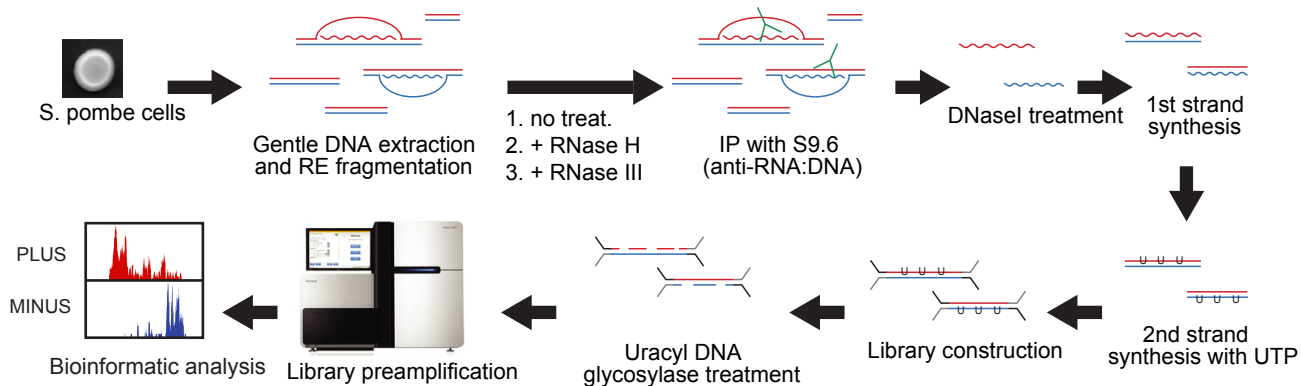 S. pombe cells
Gentle DNA extraction
and RE fragmentation
1. no treat.
2. + RNase H
3. + RNase III
IP with S9.6
(anti-RNA:DNA)
DNaseI treatment
1st strand
synthesis
U U U
U U U
2nd strand
synthesis with UTP
U U U
U U U
Library construction
Uracyl DNA
glycosylase treatment
Library preamplification
PLUS
MINUS
Bioinformatic analysis